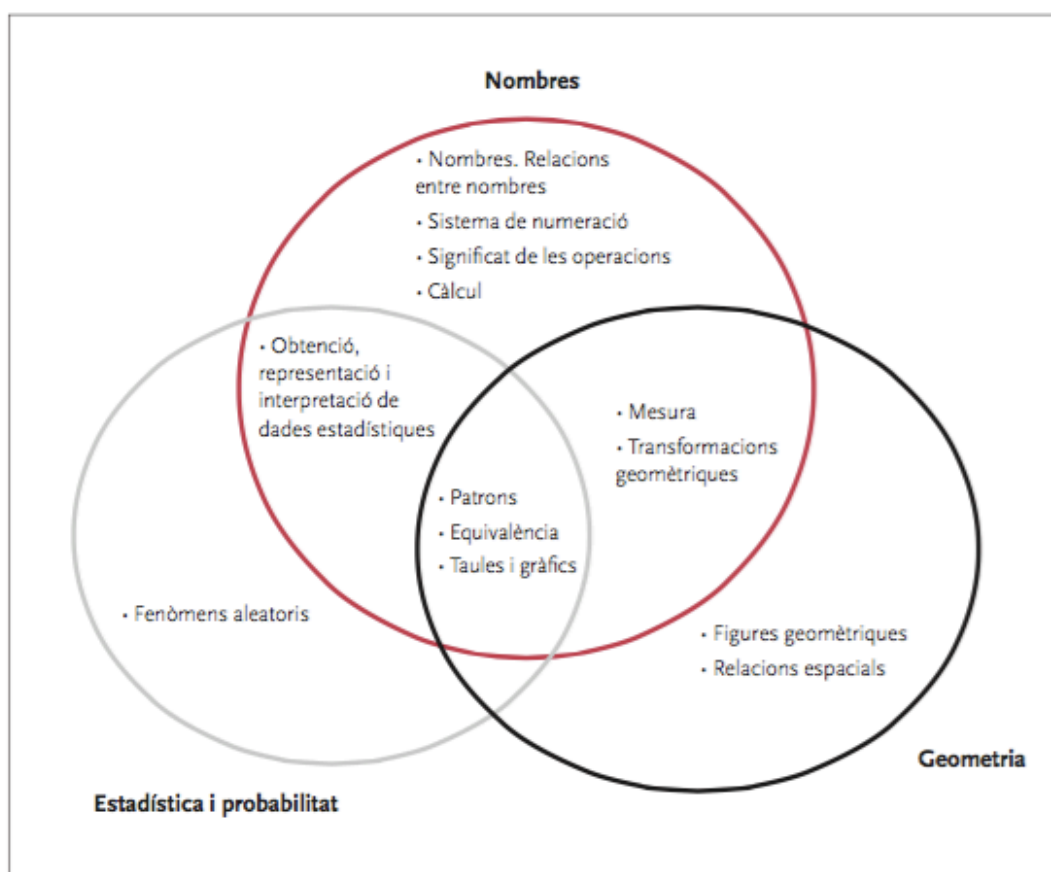 Nombres
• Nombres. Relacions
entre nombres
• Sistema de numeració
• Significat de les operacions
• Càlcul
• Obtenció,
representació i
interpretació de
dades estadístiques
• Mesura
• Transformacions
geomètriques
• Patrons
• Equivalència
• Taules i gràfics
• Fenòmens aleatoris
• Figures geomètriques
• Relacions espacials
Geometria
Estadística i probabilitat